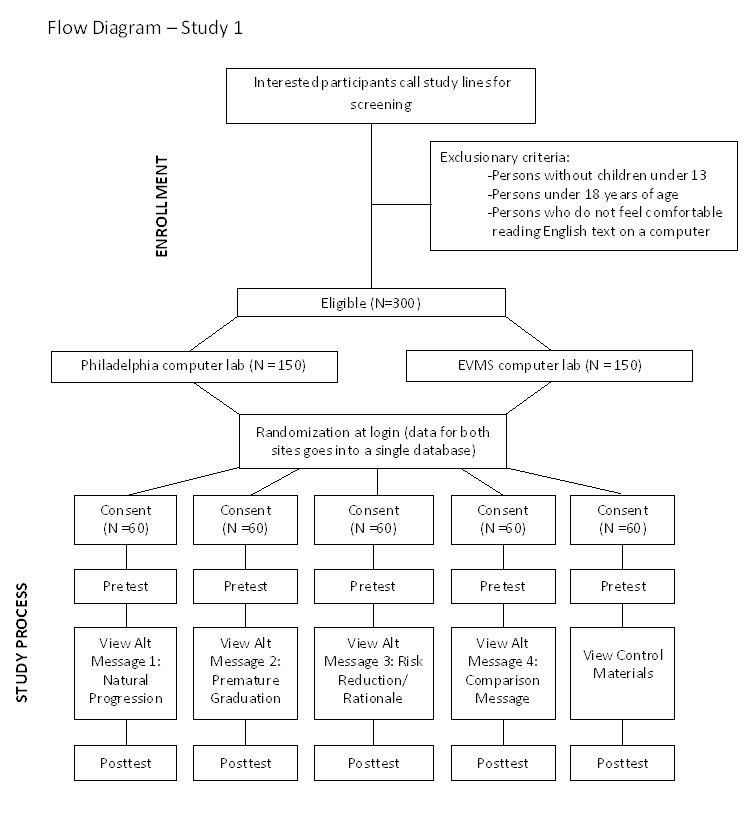 Flow Diagram – Study 1
Interested participants call study lines for
screening
ENROLLMENT
Exclusionary criteria:
-Persons without children under 13
-Persons under 18 years of age
-Persons who do not feel comfortable
reading English text on a computer
Eligible (N=300)
Philadelphia computer lab (N = 150)
EVMS computer lab (N = 150)
Randomization at login (data for both
sites goes into a single database)
STUDY PROCESS
Consent
(N =60)
Consent
(N =60)
Consent
(N =60)
Consent
(N =60)
Consent
(N =60)
Pretest
Pretest
Pretest
Pretest
Pretest
View Alt
Message 1:
Natural
Progression
View Alt
Message 2:
Premature
Graduation
View Alt
Message 3: Risk
Reduction/
Rationale
View Alt
Message 4:
Comparison
Message
View Control
Materials
Posttest
Posttest
Posttest
Posttest
Posttest